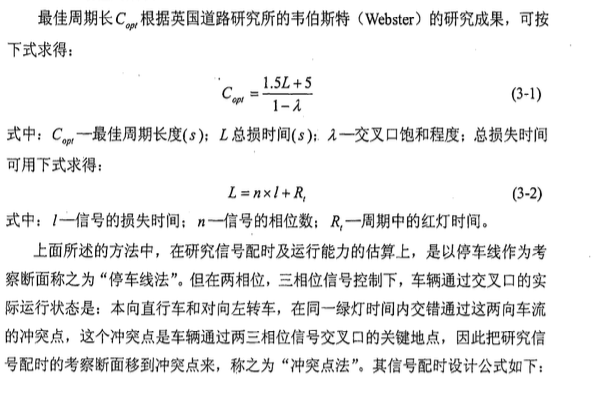 最佳周期长C_opt根据英国道路研究所的韦伯斯特（Webster）的研究成果，可按
下式求得：
C_opt = (1.5L+5)/(1-λ) (3-1)
式中：C_opt—最佳周期长度(s)；L总损时间(s)；λ—交叉口饱和程度；总损失时间
可用下式求得：
L=n×l+R_t (3-2)
式中：l—信号的损失时间；n—信号的相位数；R_t—周期中的红灯时间。
上面所述的方法中，在研究信号配时及运行能力的估算上，是以停车线作为考
察断面称之为“停车线法”。但在两相位，三相位信号控制下，车辆通过交叉口的实
际运行状态是：本向直行车和对向左转车，在同一绿灯时间内交错通过这两向车流
的冲突点，这个冲突点是车辆通过两三相位信号交叉口的关键地点，因此把研究信
号配时的考察断面移到冲突点来，称之为“冲突点法”。其信号配时设计公式如下：